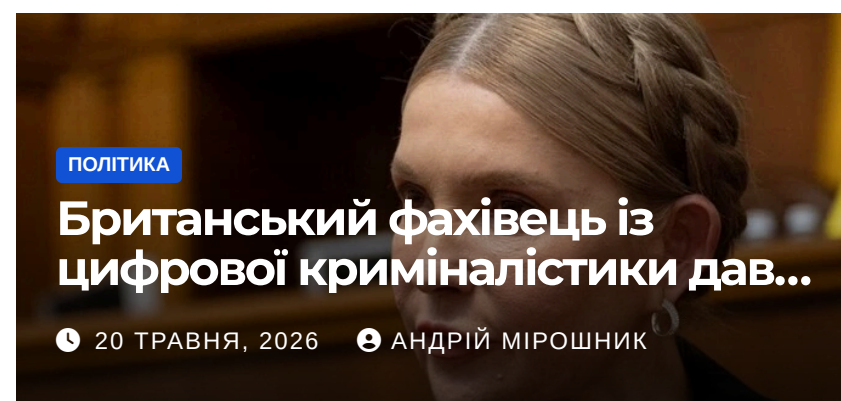 ПОЛІТИКА
Британський фахівець із
цифрової криміналістики дав...
20 ТРАВНЯ, 2026 АНДРІЙ МІРОШНИК